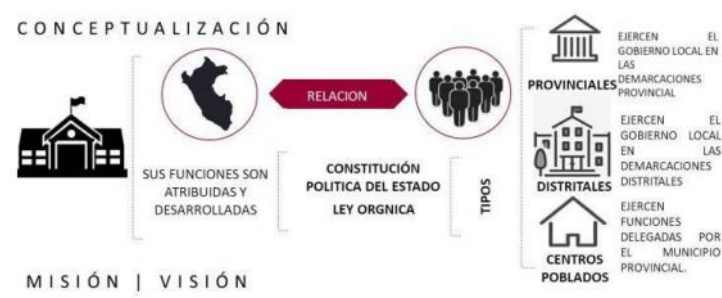 CONCEPTUALIZACIÓN
RELACION
SUS FUNCIONES SON
ATRIBUIDAS Y
DESARROLLADAS
CONSTITUCIÓN
POLITICA DEL ESTADO
LEY ORGNICA
TIPOS
PROVINCIALES
EJERCEN EL
GOBIERNO LOCAL EN
LAS
DEMARCACIONES
PROVINCIAL
DISTRITALES
EJERCEN EL
GOBIERNO LOCAL
EN LAS
DEMARCACIONES
DISTRITALES
CENTROS
POBLADOS
EJERCEN
FUNCIONES
DELEGADAS POR
EL MUNICIPIO
PROVINCIAL.
MISIÓN | VISIÓN